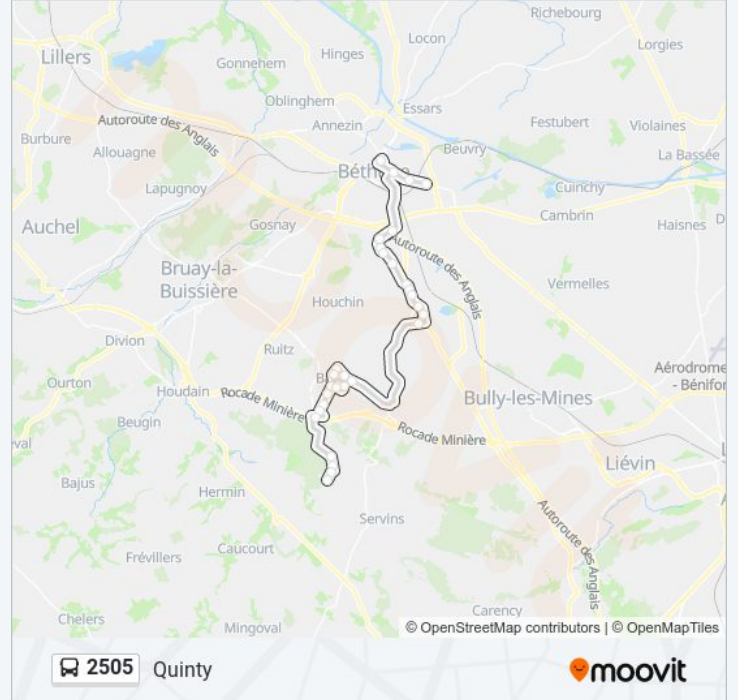 Richebourg
Locon
Lorgies
Lillers
Hinges
Gonnehem
Oblinghem
Essars
Autoroute des Anglais
Annezin
Festubert
Violaines
Burbure
Allouagne
Beuvry
La Bassée
Béth
Lapugnoy
Cuinchy
Cambrin
Auchel
Gosnay
Haisnes
D
Autoroute des Anglais
Bruay-la-
Buissière
Vermelles
Houchin
Divion
Ruitz
Aérodrome
- Bénifon
Ourton
Houdain
Rocade Minière
Bully-les-Mines
Beugin
Rocade Minière
eval
Liévin
L
Bajus
Hermin
A
Servins
Autoroute des Anglais
Caucourt
Frévillers
Carency
Chelers
Mingoval
© OpenStreetMap contributors | © OpenMapTiles
2505 Quinty
moovit